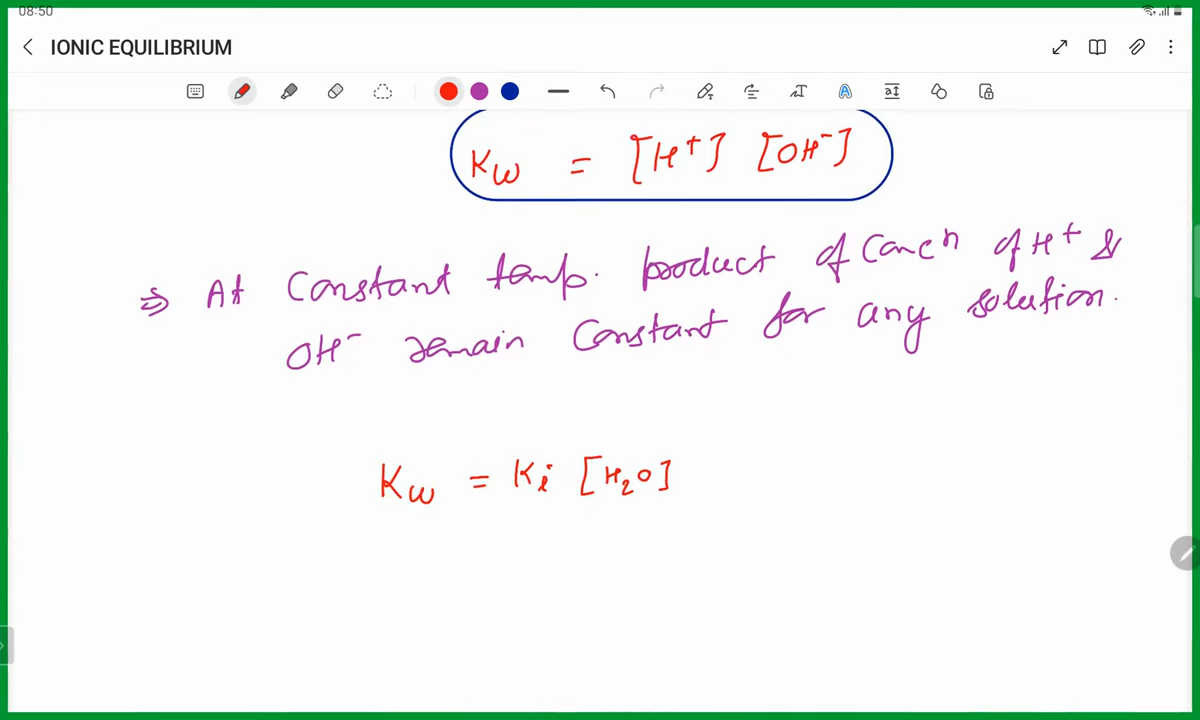 08:50
IONIC EQUILIBRIUM
Kw = [H+] [OH-]
⇒ At Constant temp. product of Concn of H+ &
OH- remain Constant for any solution.
Kw = Ki [H2O]